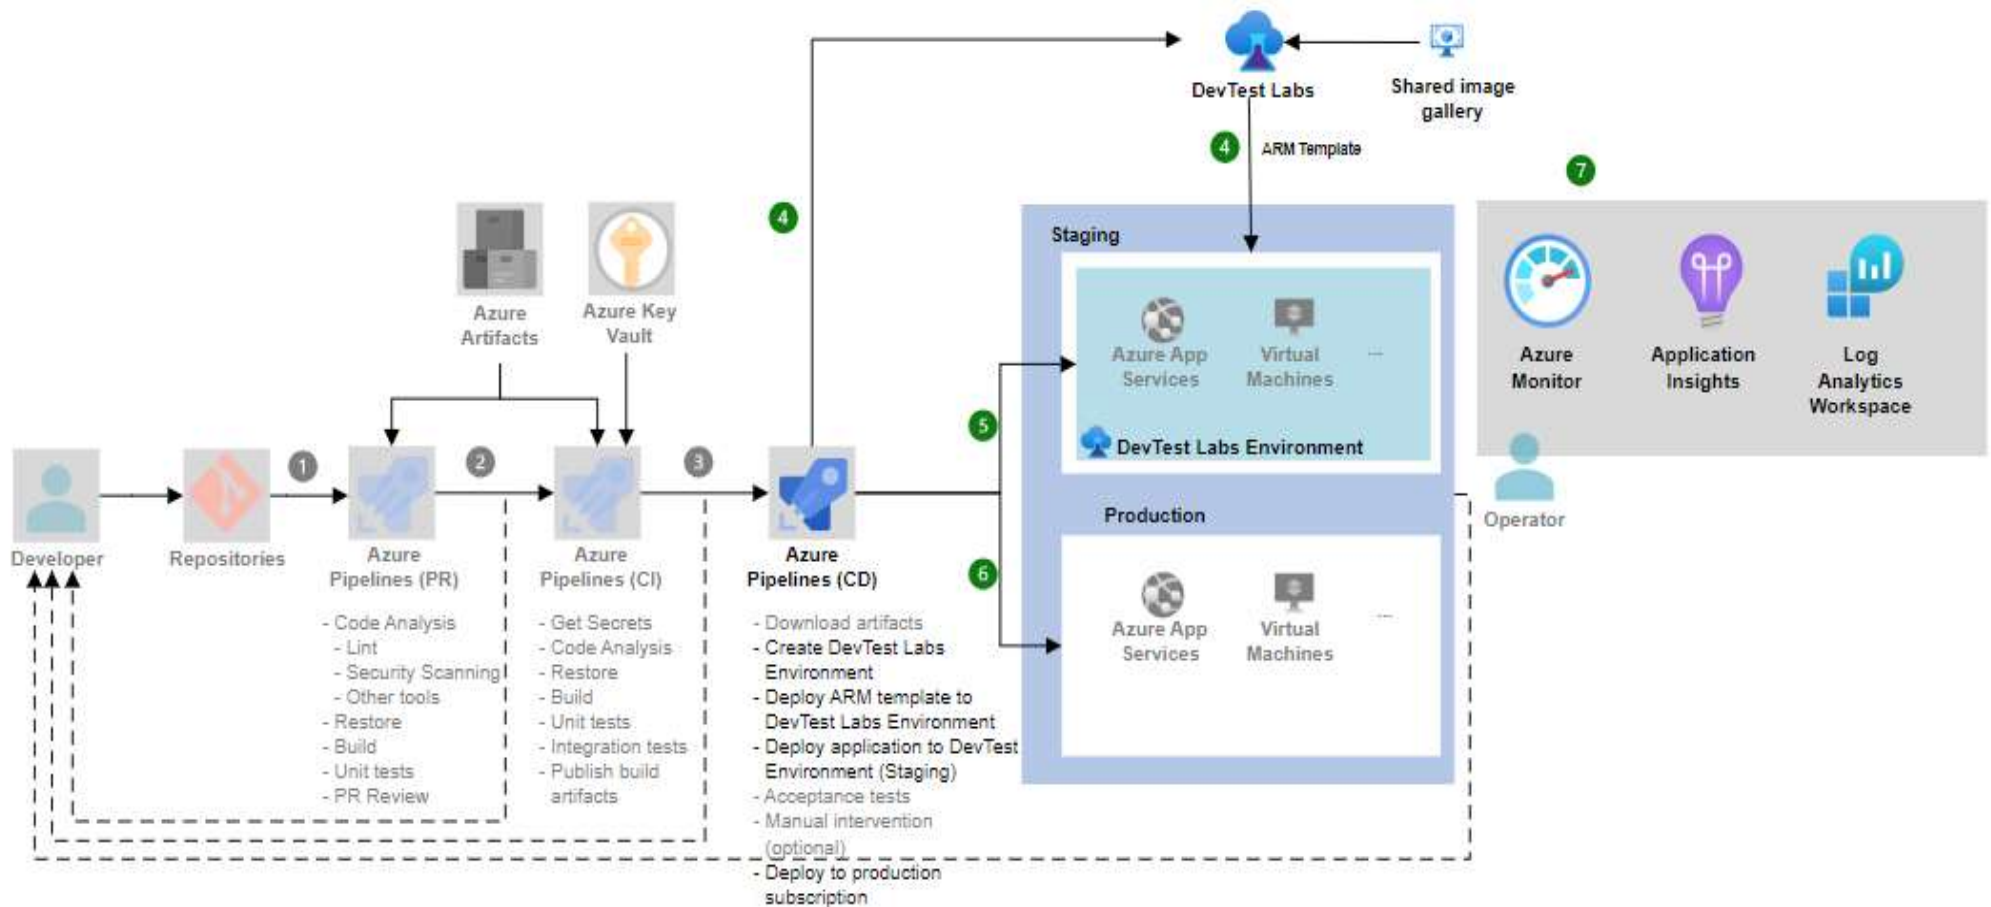 DevTest Labs
Shared image
gallery
4
ARM Template
7
4
Staging
Azure
Artifacts
Azure Key
Vault
Azure App
Services
Virtual
Machines
...
DevTest Labs Environment
Azure
Monitor
Application
Insights
Log
Analytics
Workspace
5
1
2
3
Developer
Repositories
Azure
Pipelines (PR)
- Code Analysis
- Lint
- Security Scanning
- Other tools
- Restore
- Build
- Unit tests
- PR Review
Azure
Pipelines (CI)
- Get Secrets
- Code Analysis
- Restore
- Build
- Unit tests
- Integration tests
- Publish build
artifacts
Azure
Pipelines (CD)
- Download artifacts
- Create DevTest Labs
Environment
- Deploy ARM template to
DevTest Labs Environment
- Deploy application to DevTest
Environment (Staging)
- Acceptance tests
- Manual intervention
(optional)
- Deploy to production
subscription
6
Production
Azure App
Services
Virtual
Machines
...
Operator